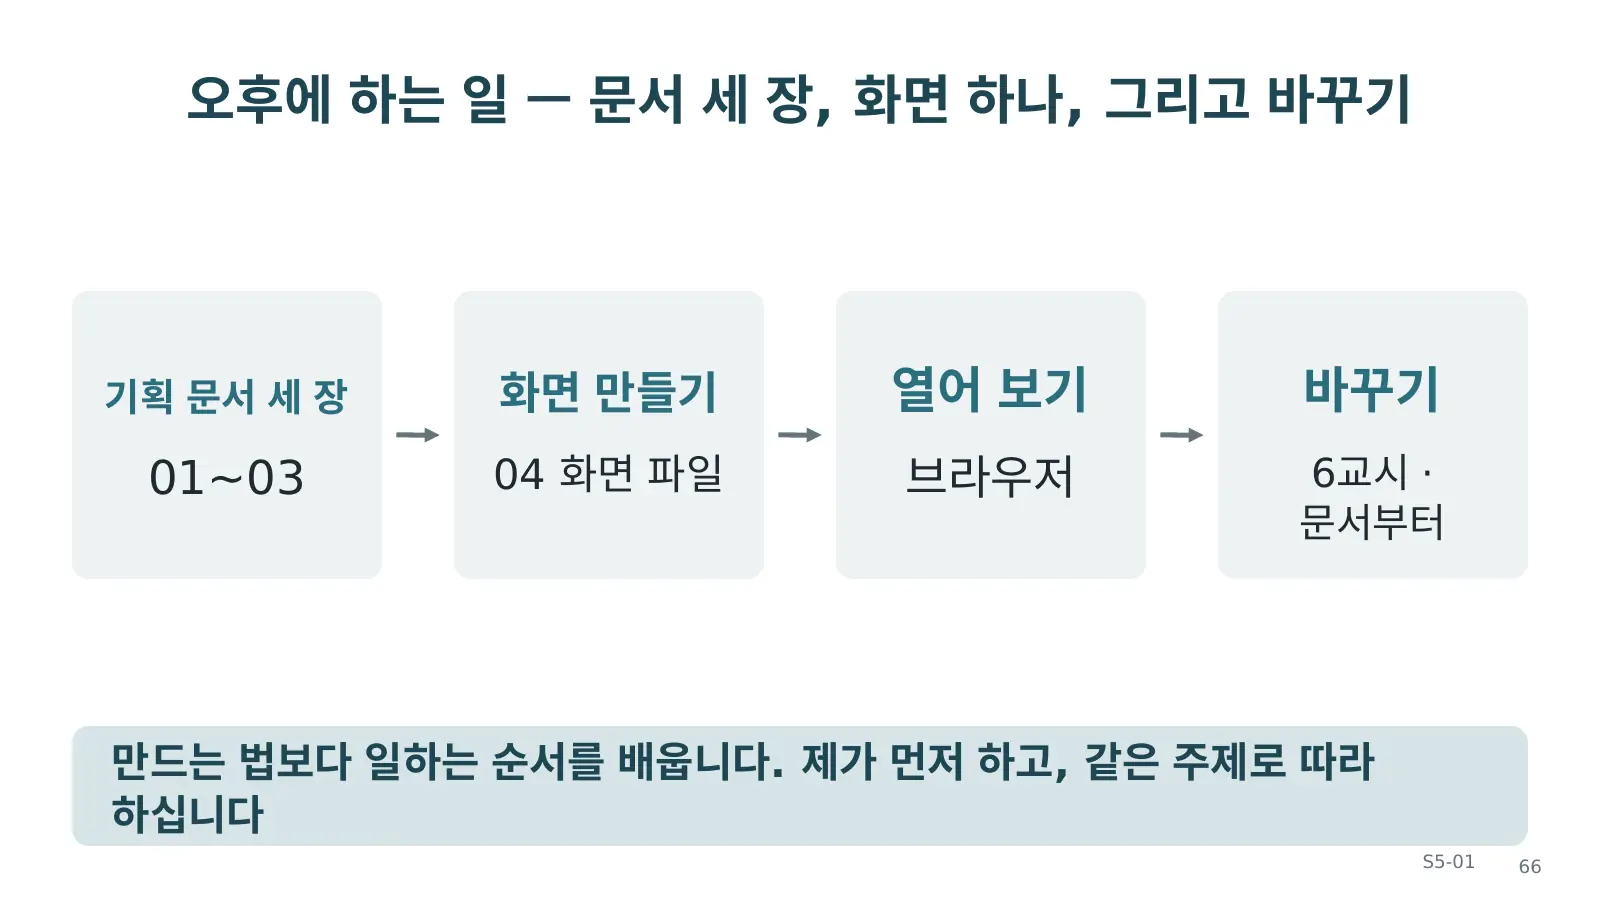 오후에 하는 일 — 문서 세 장, 화면 하나, 그리고 바꾸기
기획 문서 세 장
01~03
화면 만들기
04 화면 파일
열어 보기
브라우저
바꾸기
6교시 ·
문서부터
만드는 법보다 일하는 순서를 배웁니다. 제가 먼저 하고, 같은 주제로 따라
하십니다
S5-01
66